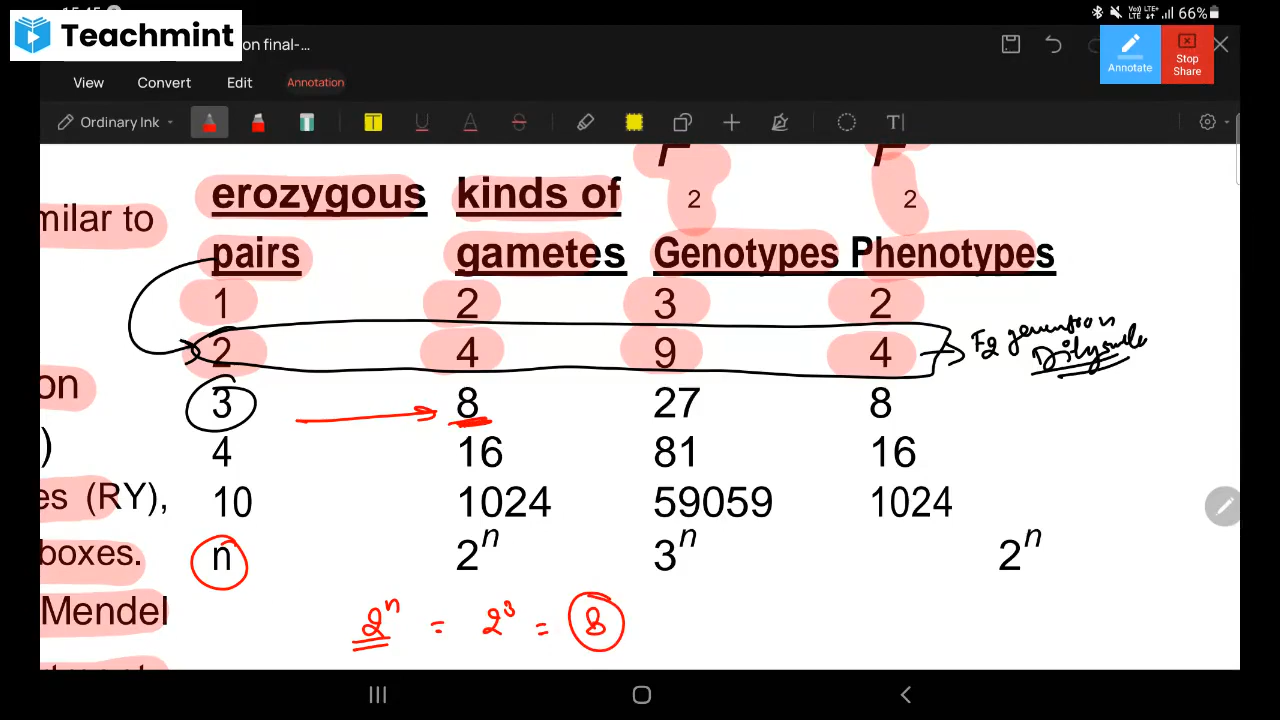 66%
Teachmint
on final-...
Annotate
Stop
Share
View Convert Edit Annotation
Ordinary Ink
F F
erozygous kinds of 2 2
milar to
pairs gametes Genotypes Phenotypes
1 2 3 2
2 4 9 4
F2 generation
on
3 8 27 8
) 4 16 81 16
es (RY), 10 1024 59059 1024
boxes. n 2^n 3^n 2^n
Mendel
2^n = 2^3 = 8